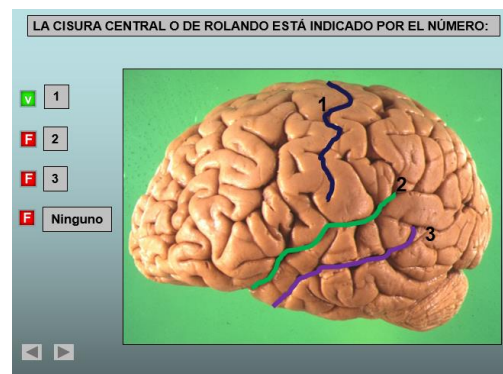 LA CISURA CENTRAL O DE ROLANDO ESTÁ INDICADO POR EL NÚMERO:
V 1
F 2
F 3
F Ninguno
1
2
3